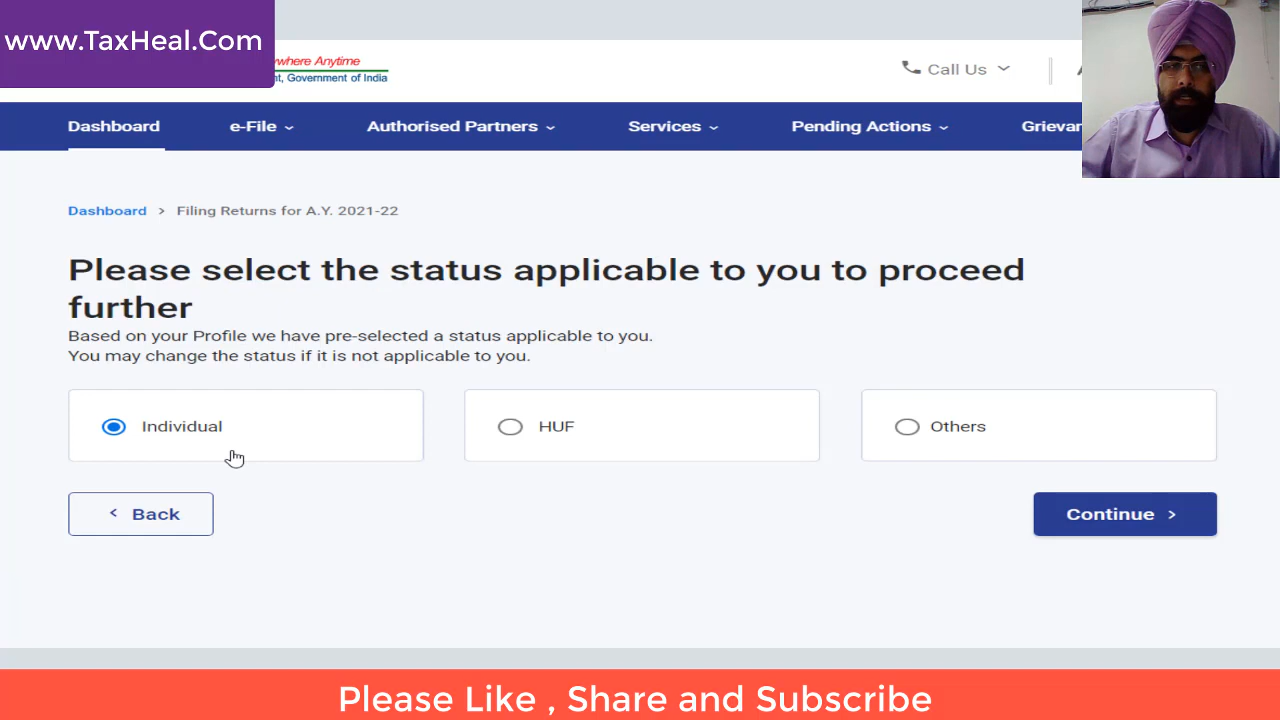 www.TaxHeal.Com
where Anytime
t, Government of India
Call Us
Dashboard
e-File
Authorised Partners
Services
Pending Actions
Grievan
Dashboard > Filing Returns for A.Y. 2021-22
Please select the status applicable to you to proceed
further
Based on your Profile we have pre-selected a status applicable to you.
You may change the status if it is not applicable to you.
Individual
HUF
Others
< Back
Continue >
Please Like , Share and Subscribe